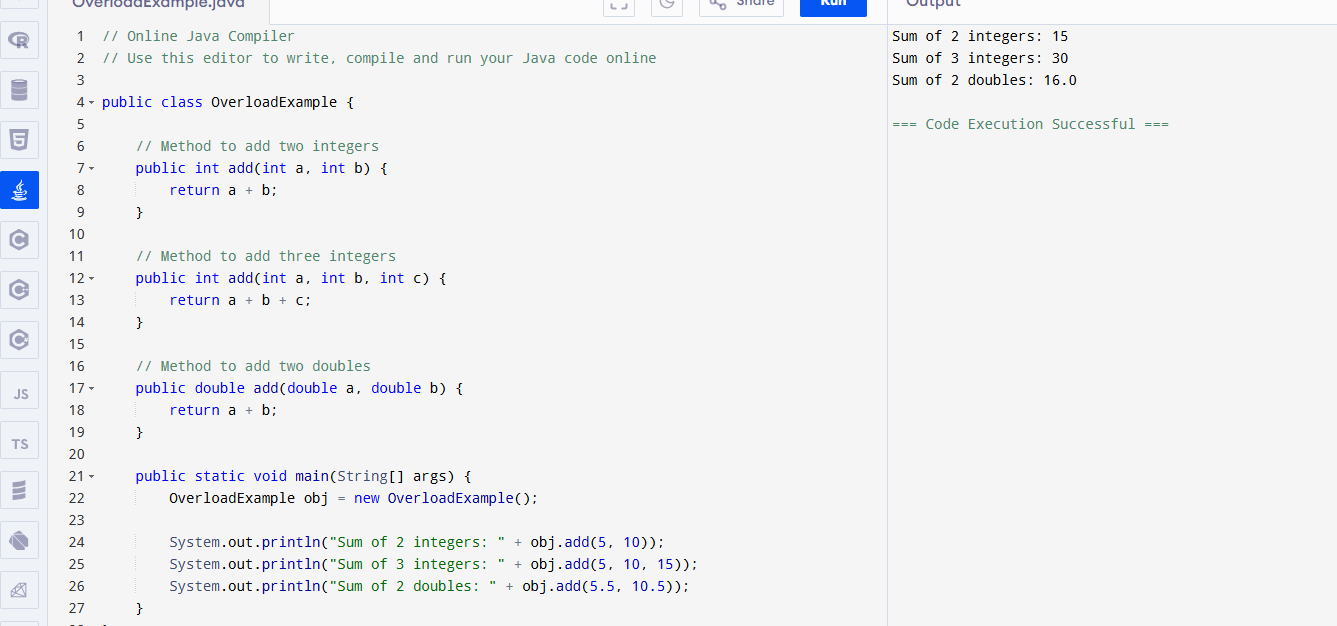 OverloadExample.java
Share
Run
Output
1 // Online Java Compiler
2 // Use this editor to write, compile and run your Java code online
3
4 public class OverloadExample {
5
6     // Method to add two integers
7     public int add(int a, int b) {
8         return a + b;
9     }
10
11     // Method to add three integers
12     public int add(int a, int b, int c) {
13         return a + b + c;
14     }
15
16     // Method to add two doubles
17     public double add(double a, double b) {
18         return a + b;
19     }
20
21     public static void main(String[] args) {
22         OverloadExample obj = new OverloadExample();
23
24         System.out.println("Sum of 2 integers: " + obj.add(5, 10));
25         System.out.println("Sum of 3 integers: " + obj.add(5, 10, 15));
26         System.out.println("Sum of 2 doubles: " + obj.add(5.5, 10.5));
27     }
Sum of 2 integers: 15
Sum of 3 integers: 30
Sum of 2 doubles: 16.0
=== Code Execution Successful ===
R
5
C
C
C
JS
TS